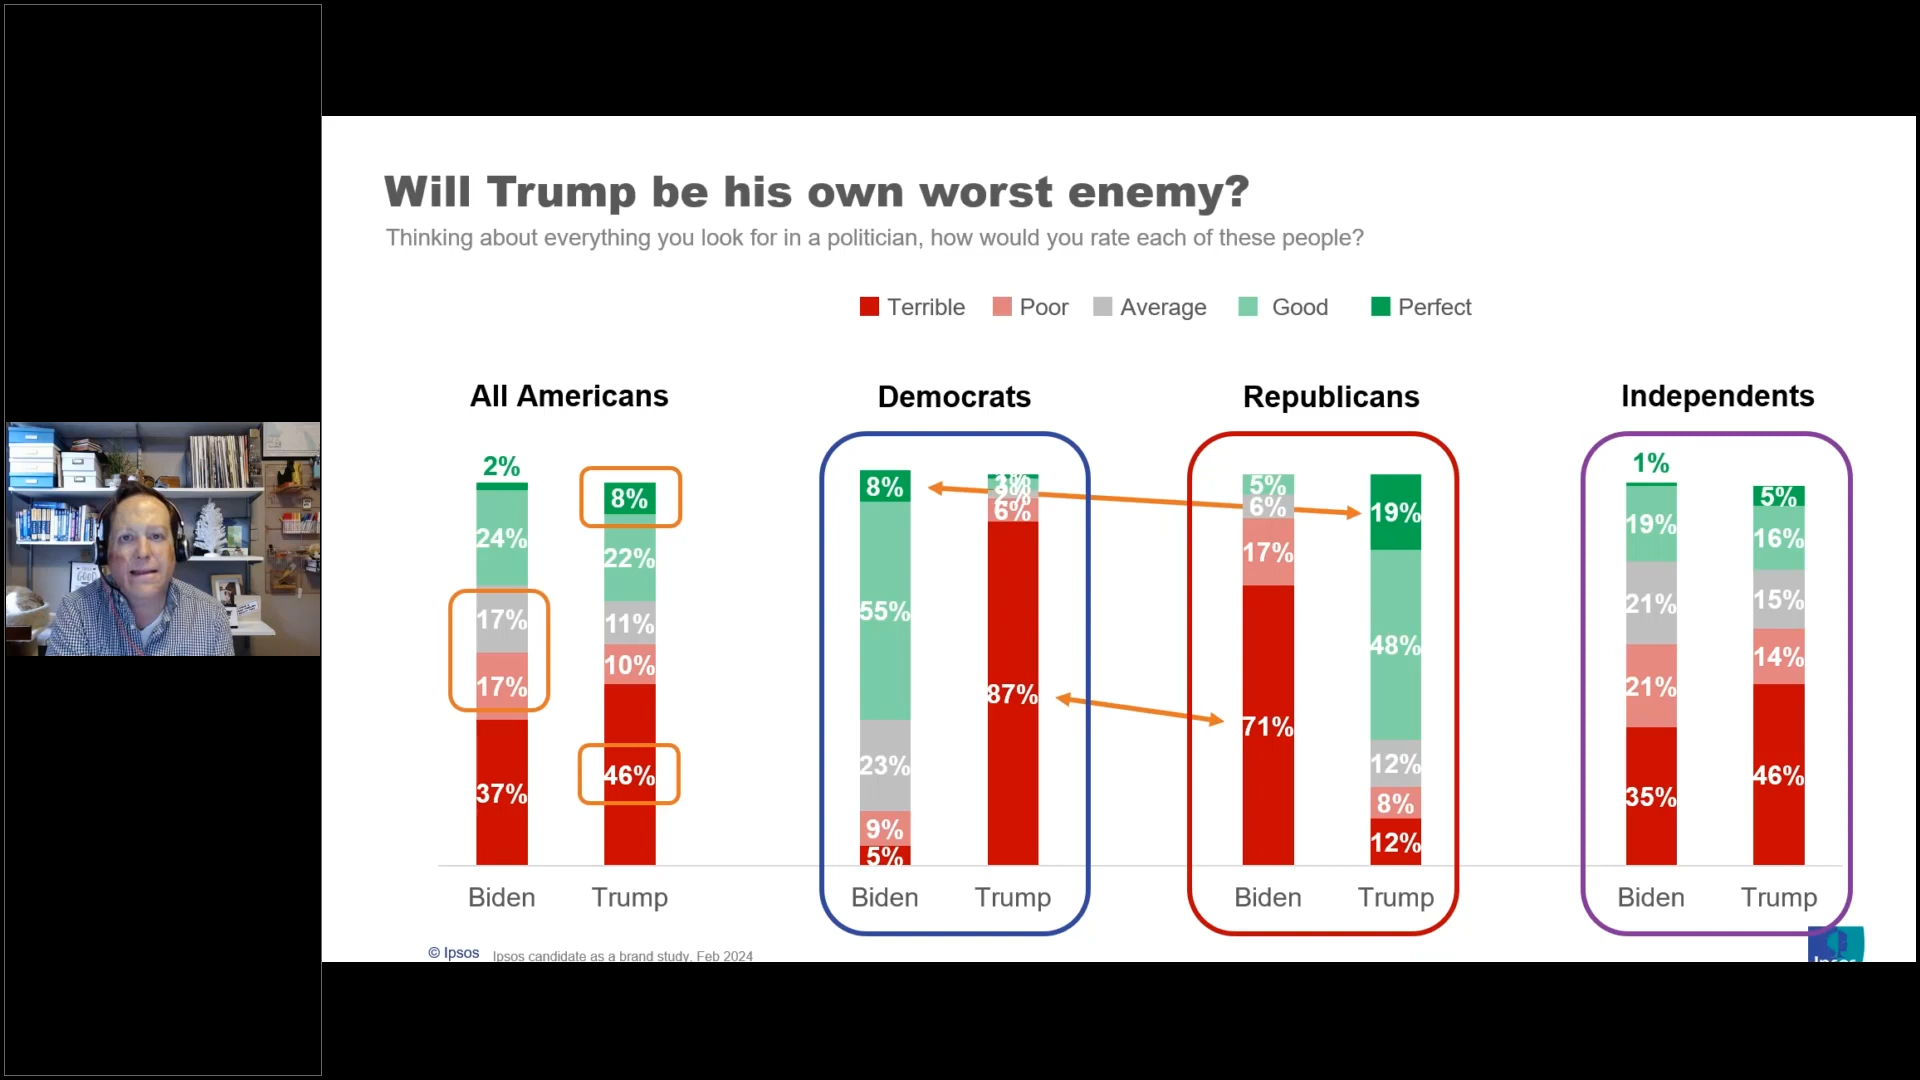 Will Trump be his own worst enemy?
Thinking about everything you look for in a politician, how would you rate each of these people?
Terrible Poor Average Good Perfect
All Americans
2%
24%
17%
17%
37%
Biden
8%
22%
11%
10%
46%
Trump
Democrats
8%
55%
23%
9%
5%
Biden
6%
87%
Trump
Republicans
5%
6%
17%
71%
Biden
19%
48%
12%
8%
12%
Trump
Independents
1%
19%
21%
21%
35%
Biden
5%
16%
15%
14%
46%
Trump
© Ipsos Ipsos candidate as a brand study, Feb 2024